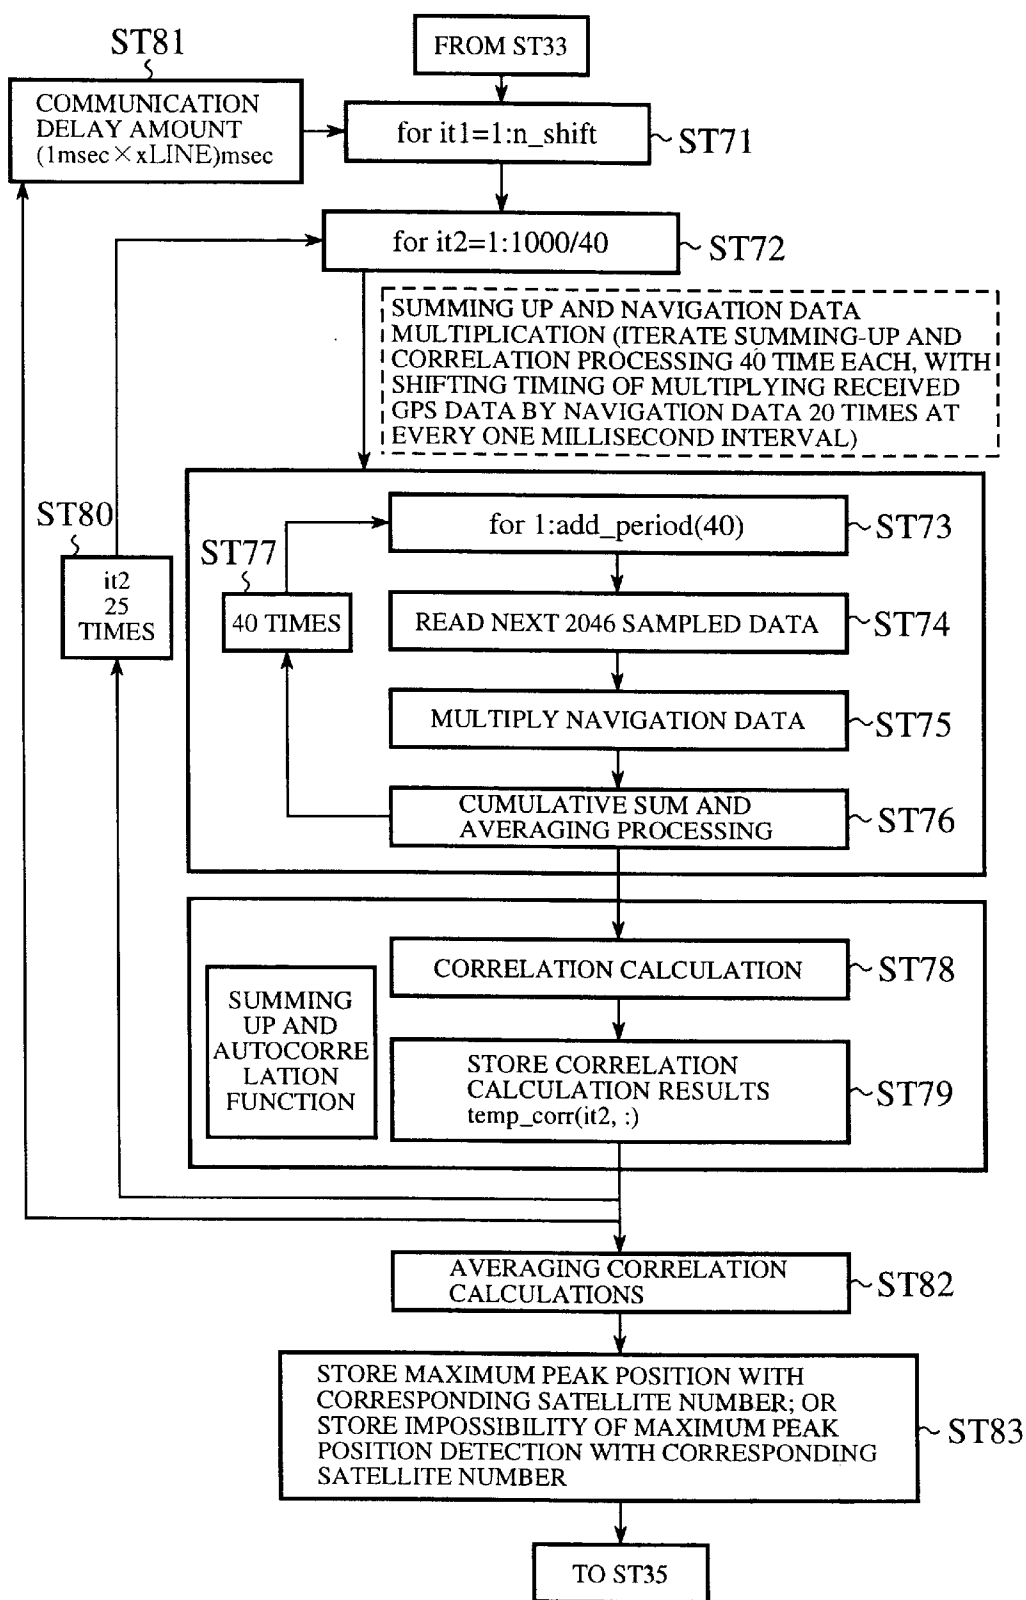 FROM ST33
ST81
COMMUNICATION
DELAY AMOUNT
(1msec×xLINE)msec
for it1=1:n_shift
ST71
for it2=1:1000/40
ST72
SUMMING UP AND NAVIGATION DATA
MULTIPLICATION (ITERATE SUMMING-UP AND
CORRELATION PROCESSING 40 TIME EACH, WITH
SHIFTING TIMING OF MULTIPLYING RECEIVED
GPS DATA BY NAVIGATION DATA 20 TIMES AT
EVERY ONE MILLISECOND INTERVAL)
ST80
it2
25
TIMES
for 1:add_period(40)
ST73
ST77
40 TIMES
READ NEXT 2046 SAMPLED DATA
ST74
MULTIPLY NAVIGATION DATA
ST75
CUMULATIVE SUM AND
AVERAGING PROCESSING
ST76
CORRELATION CALCULATION
ST78
SUMMING
UP AND
AUTOCORRE
LATION
FUNCTION
STORE CORRELATION
CALCULATION RESULTS
temp_corr(it2, :)
ST79
AVERAGING CORRELATION
CALCULATIONS
ST82
STORE MAXIMUM PEAK POSITION WITH
CORRESPONDING SATELLITE NUMBER; OR
STORE IMPOSSIBILITY OF MAXIMUM PEAK
POSITION DETECTION WITH CORRESPONDING
SATELLITE NUMBER
ST83
TO ST35